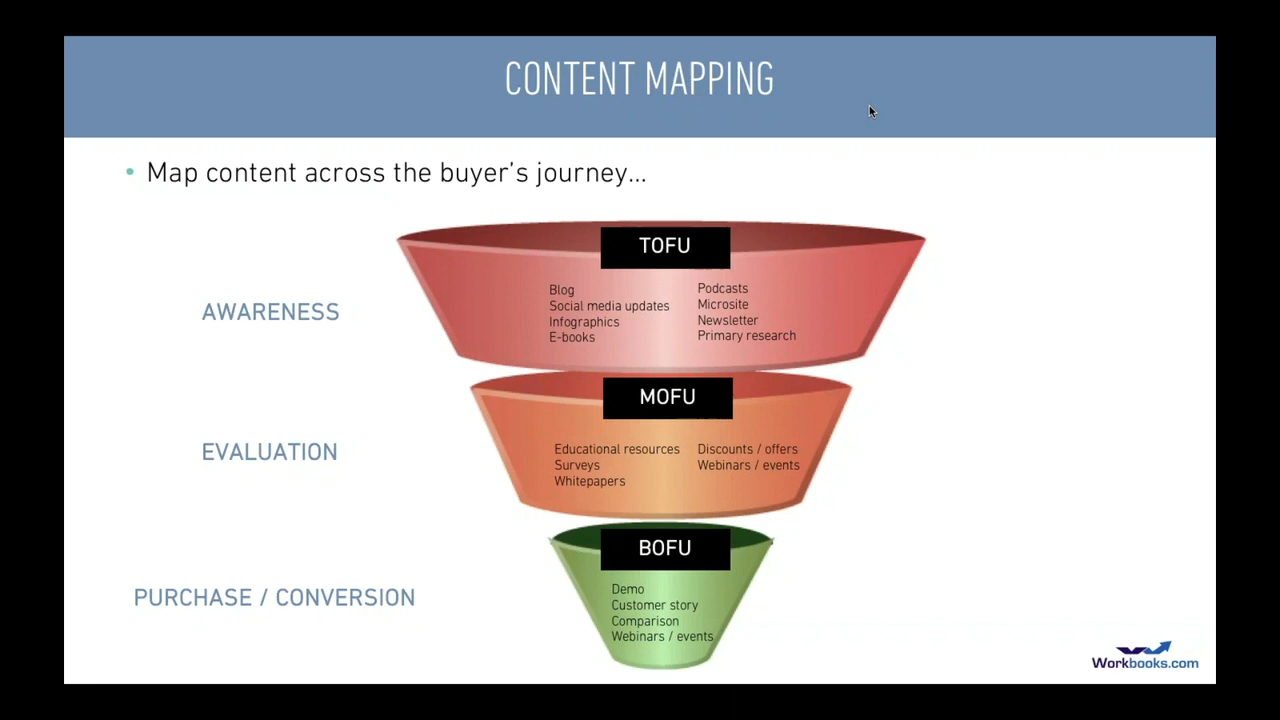 CONTENT MAPPING
• Map content across the buyer's journey...
AWARENESS
TOFU
Blog
Social media updates
Infographics
E-books
Podcasts
Microsite
Newsletter
Primary research
EVALUATION
MOFU
Educational resources
Surveys
Whitepapers
Discounts / offers
Webinars / events
PURCHASE / CONVERSION
BOFU
Demo
Customer story
Comparison
Webinars / events
Workbooks.com